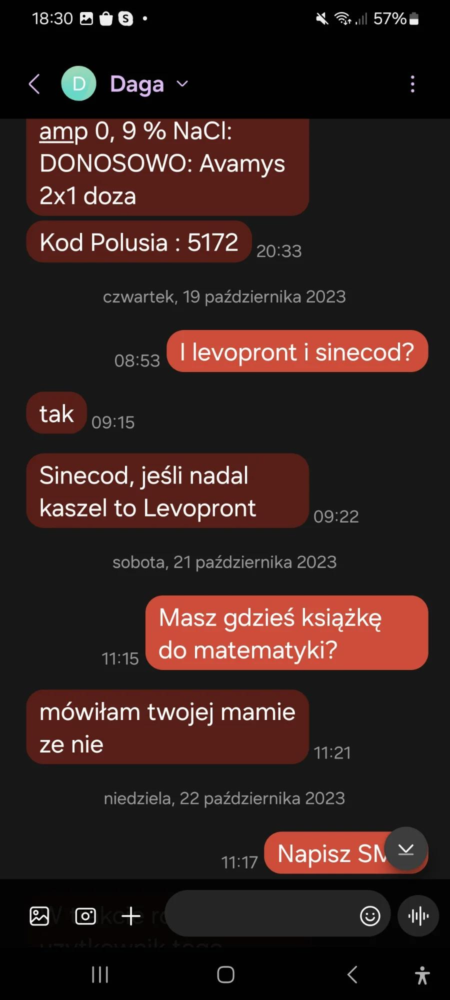 18:30
57%
D Daga
amp 0, 9 % NaCl:
DONOSOWO: Avamys
2x1 doza
Kod Polusia : 5172
20:33
czwartek, 19 października 2023
I levopront i sinecod?
08:53
tak
09:15
Sinecod, jeśli nadal
kaszel to Levopront
09:22
sobota, 21 października 2023
Masz gdzieś książkę
do matematyki?
11:15
mówiłam twojej mamie
ze nie
11:21
niedziela, 22 października 2023
Napisz
11:17